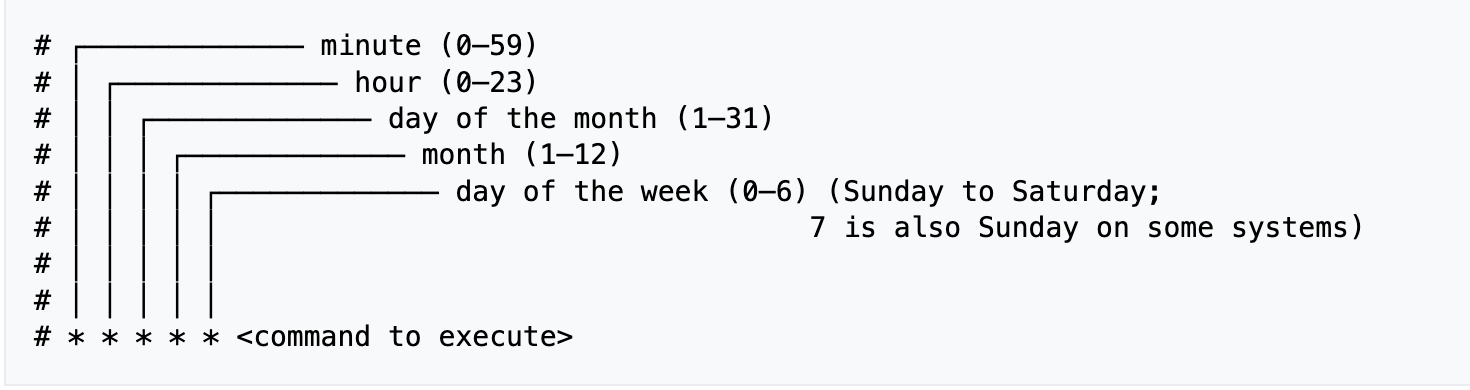 # ┌───────────── minute (0–59)
# │ ┌───────────── hour (0–23)
# │ │ ┌───────────── day of the month (1–31)
# │ │ │ ┌───────────── month (1–12)
# │ │ │ │ ┌───────────── day of the week (0–6) (Sunday to Saturday;
# │ │ │ │ │                                   7 is also Sunday on some systems)
# │ │ │ │ │
# │ │ │ │ │
# * * * * * <command to execute>